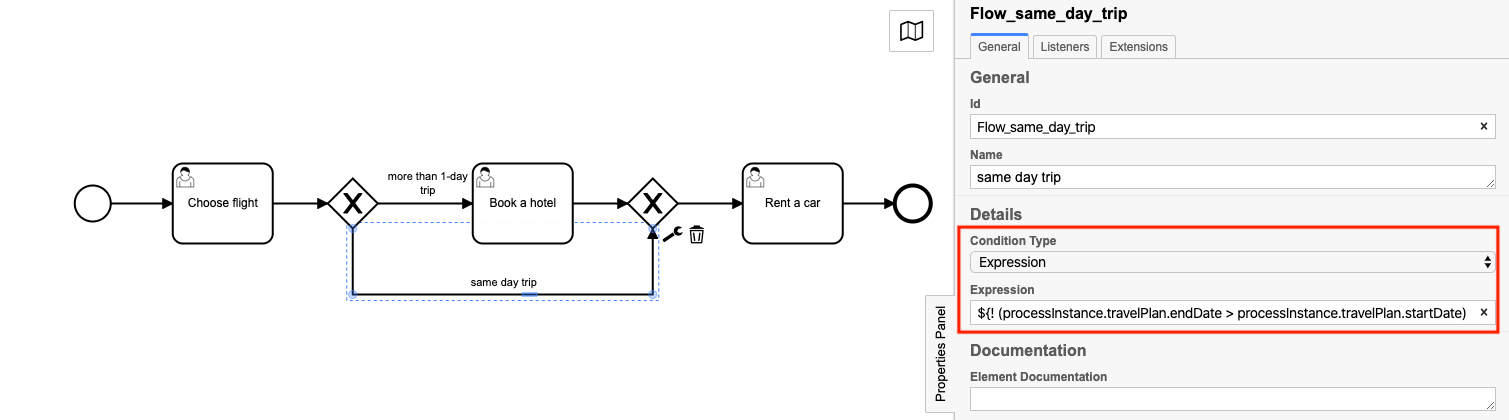 Flow_same_day_trip
General
Listeners
Extensions
General
Id
Flow_same_day_trip
×
Name
same day trip
Details
Condition Type
Expression
Expression
${! (processInstance.travelPlan.endDate > processInstance.travelPlan.startDate)
×
Documentation
Element Documentation
Properties Panel
Choose flight
X
more than 1-day
trip
Book a hotel
X
Rent a car
same day trip